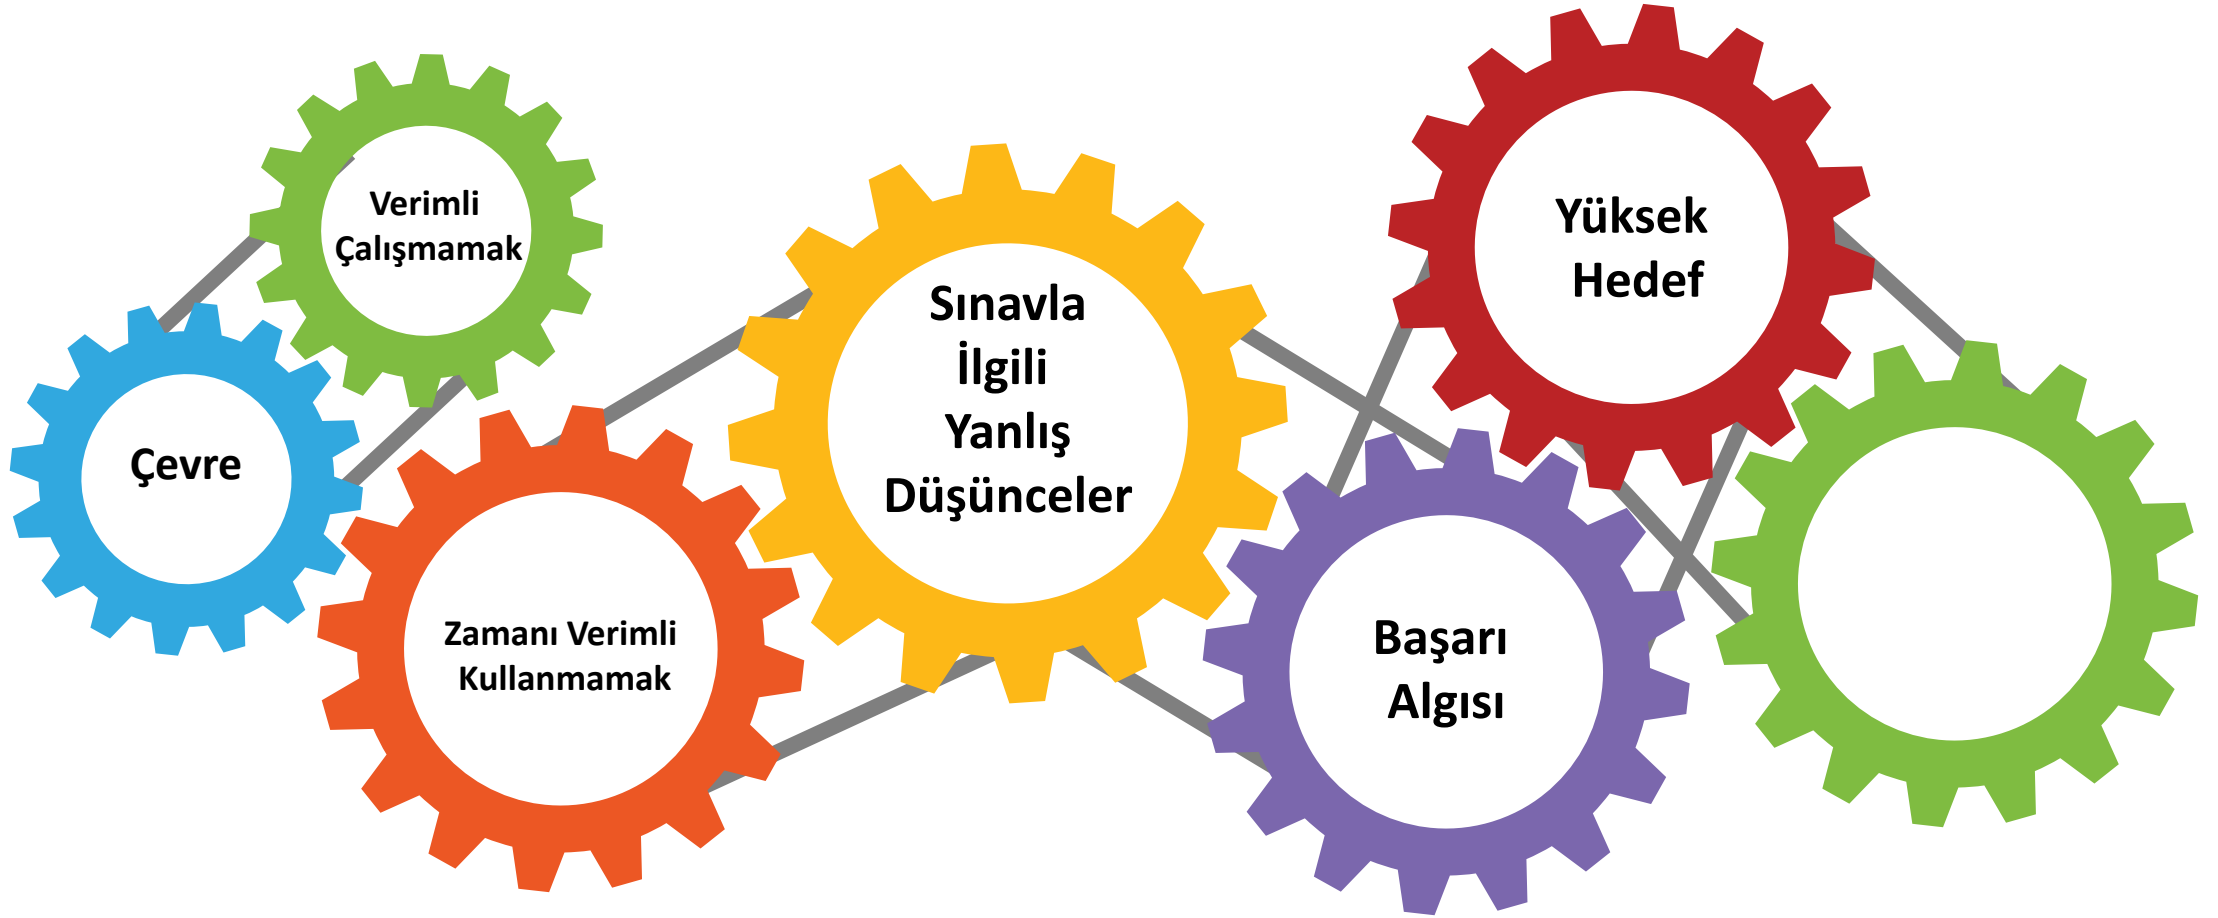 Verimli
Çalışmamak
Çevre
Zamanı Verimli
Kullanmamak
Sınavla
İlgili
Yanlış
Düşünceler
Başarı
Algısı
Yüksek
Hedef